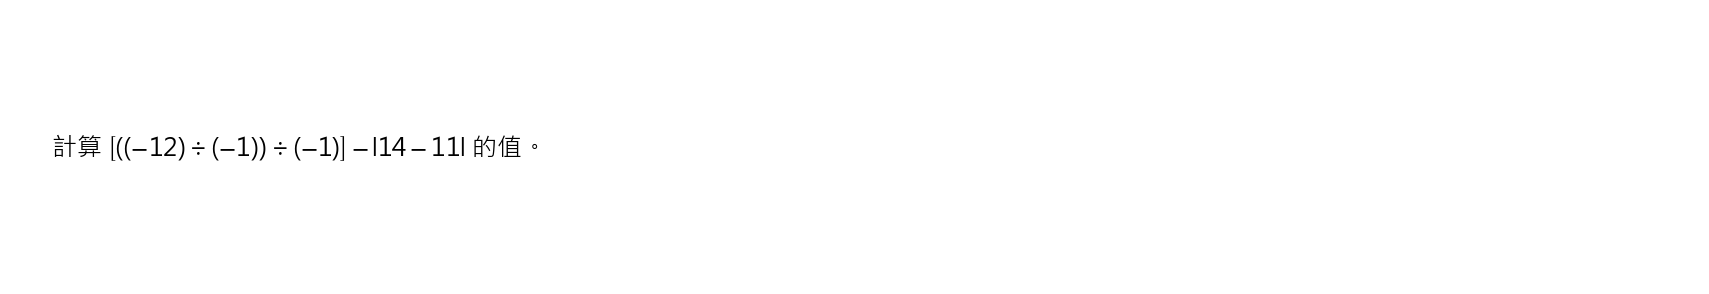 計算 [((−12) ÷ (−1)) ÷ (−1)] − |14 − 11| 的值。